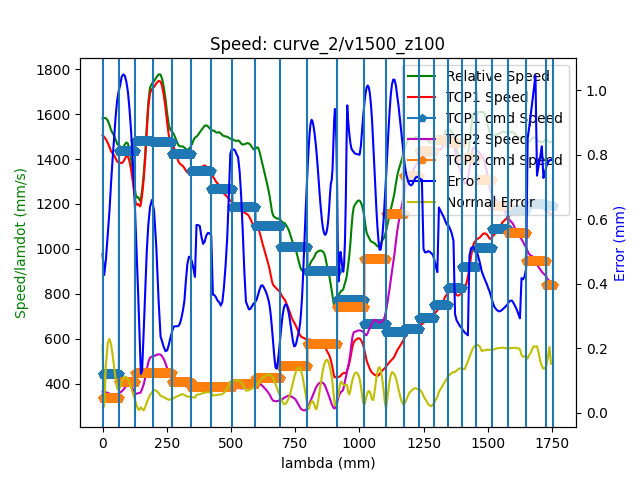 Speed: curve_2/v1500_z100
1800
1600
1400
1200
1000
800
600
400
Speed/lamdot (mm/s)
0
250
500
750
1000
1250
1500
1750
lambda (mm)
1.0
0.8
0.6
0.4
0.2
0.0
Error (mm)
Relative Speed
TCP1 Speed
TCP1 cmd Speed
TCP2 Speed
TCP2 cmd Speed
Error
Normal Error